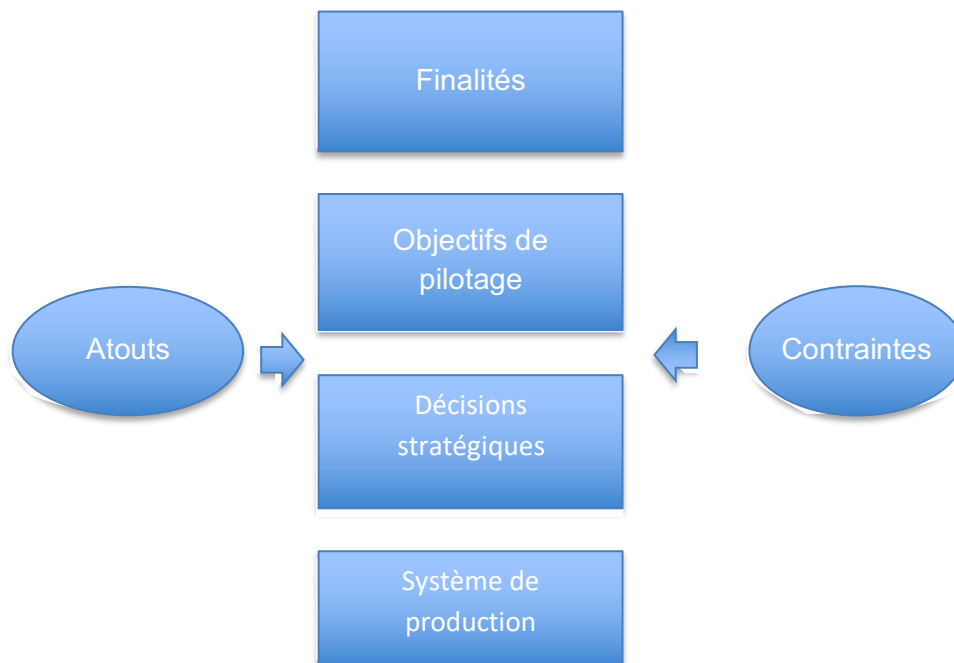 Finalités
Objectifs de
pilotage
Atouts
Contraintes
Décisions
stratégiques
Système de
production